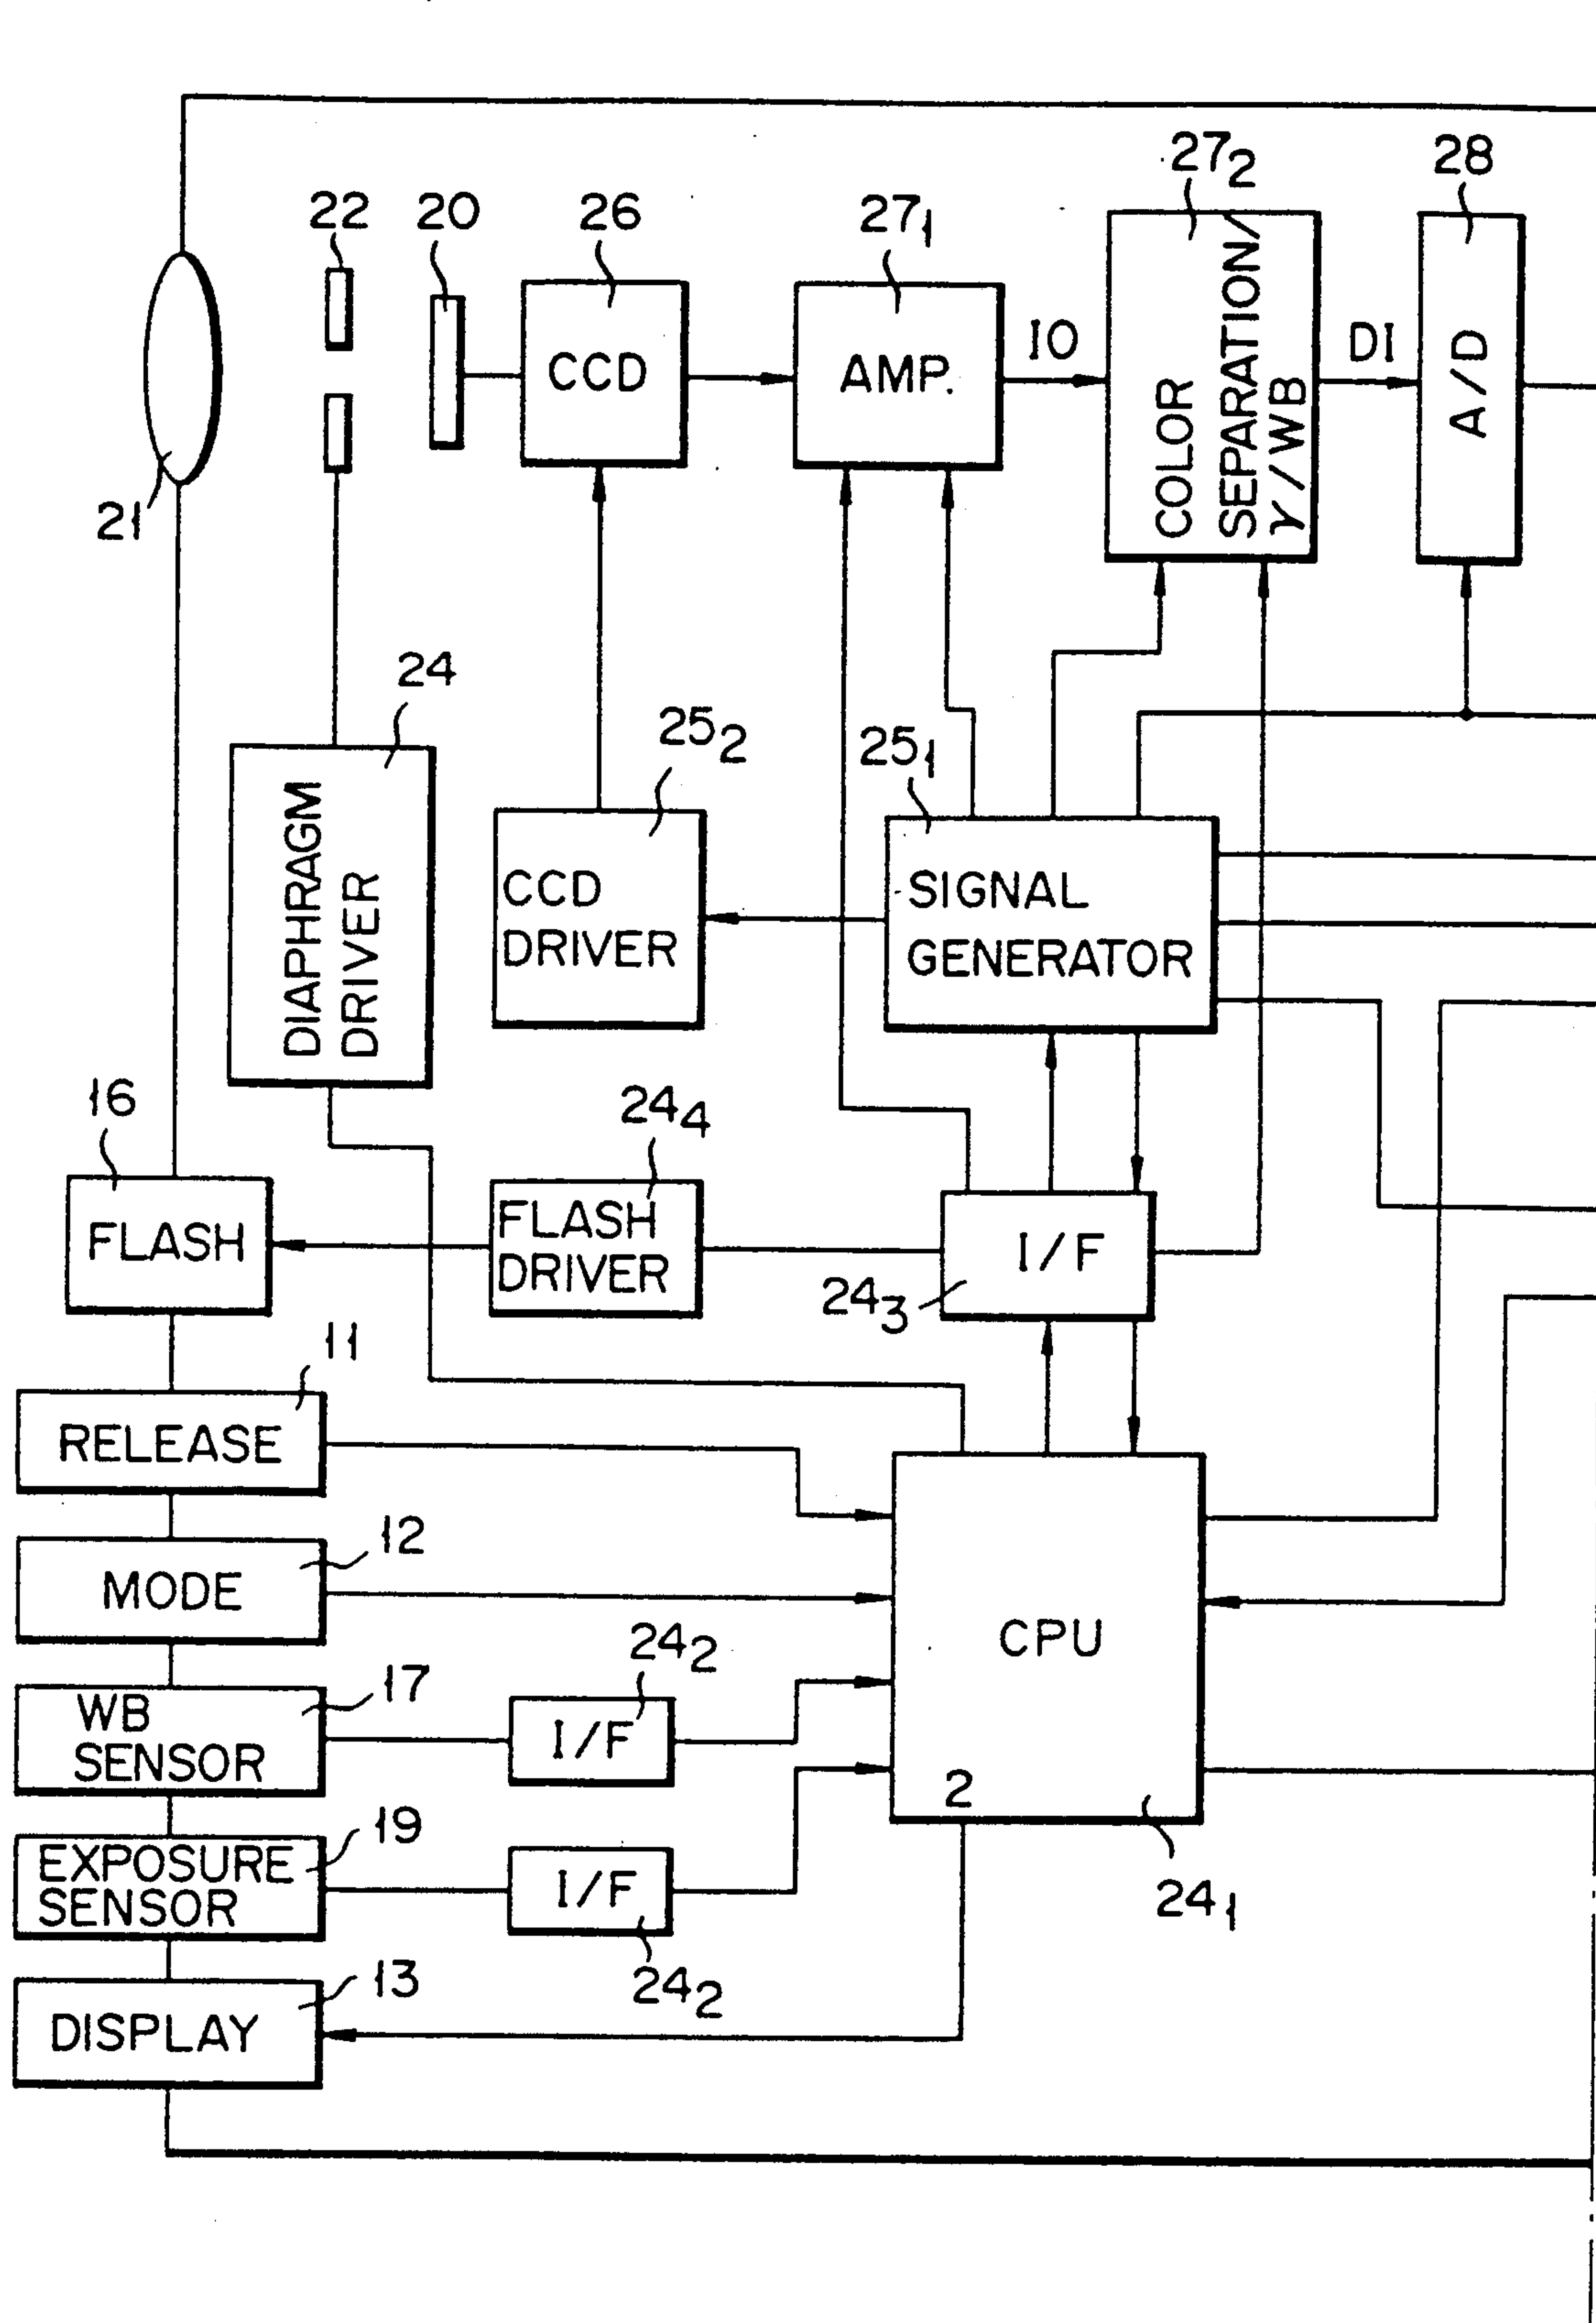 27₂
28
22
20
26
27₁
CCD
AMP.
IO
COLOR
SEPARATION/
γ/WB
DI
A/D
21
24
25₂
25₁
DIAPHRAGM
DRIVER
CCD
DRIVER
SIGNAL
GENERATOR
16
24₄
FLASH
FLASH
DRIVER
I/F
24₃
11
RELEASE
12
MODE
CPU
24₂
17
WB
SENSOR
I/F
2
19
EXPOSURE
SENSOR
I/F
24₁
24₂
13
DISPLAY